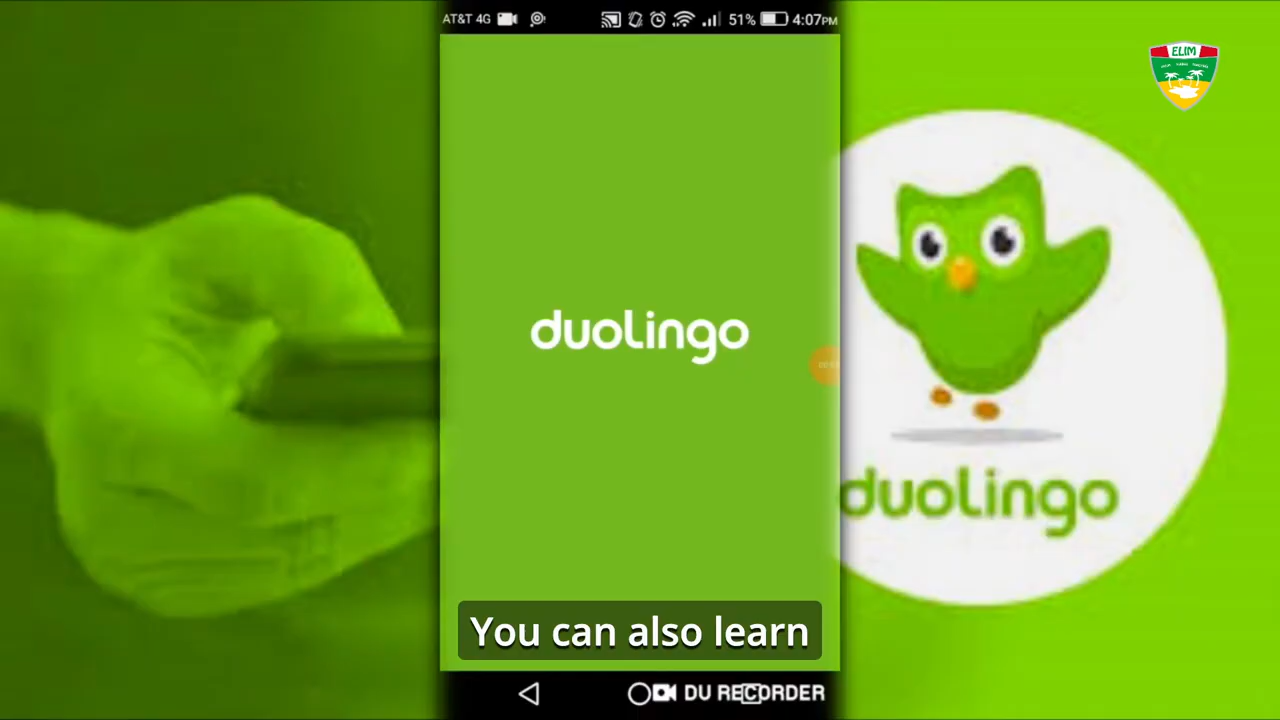 AT&T 4G
51% 4:07PM
ELIM
duolingo
duolingo
You can also learn
DU RECORDER